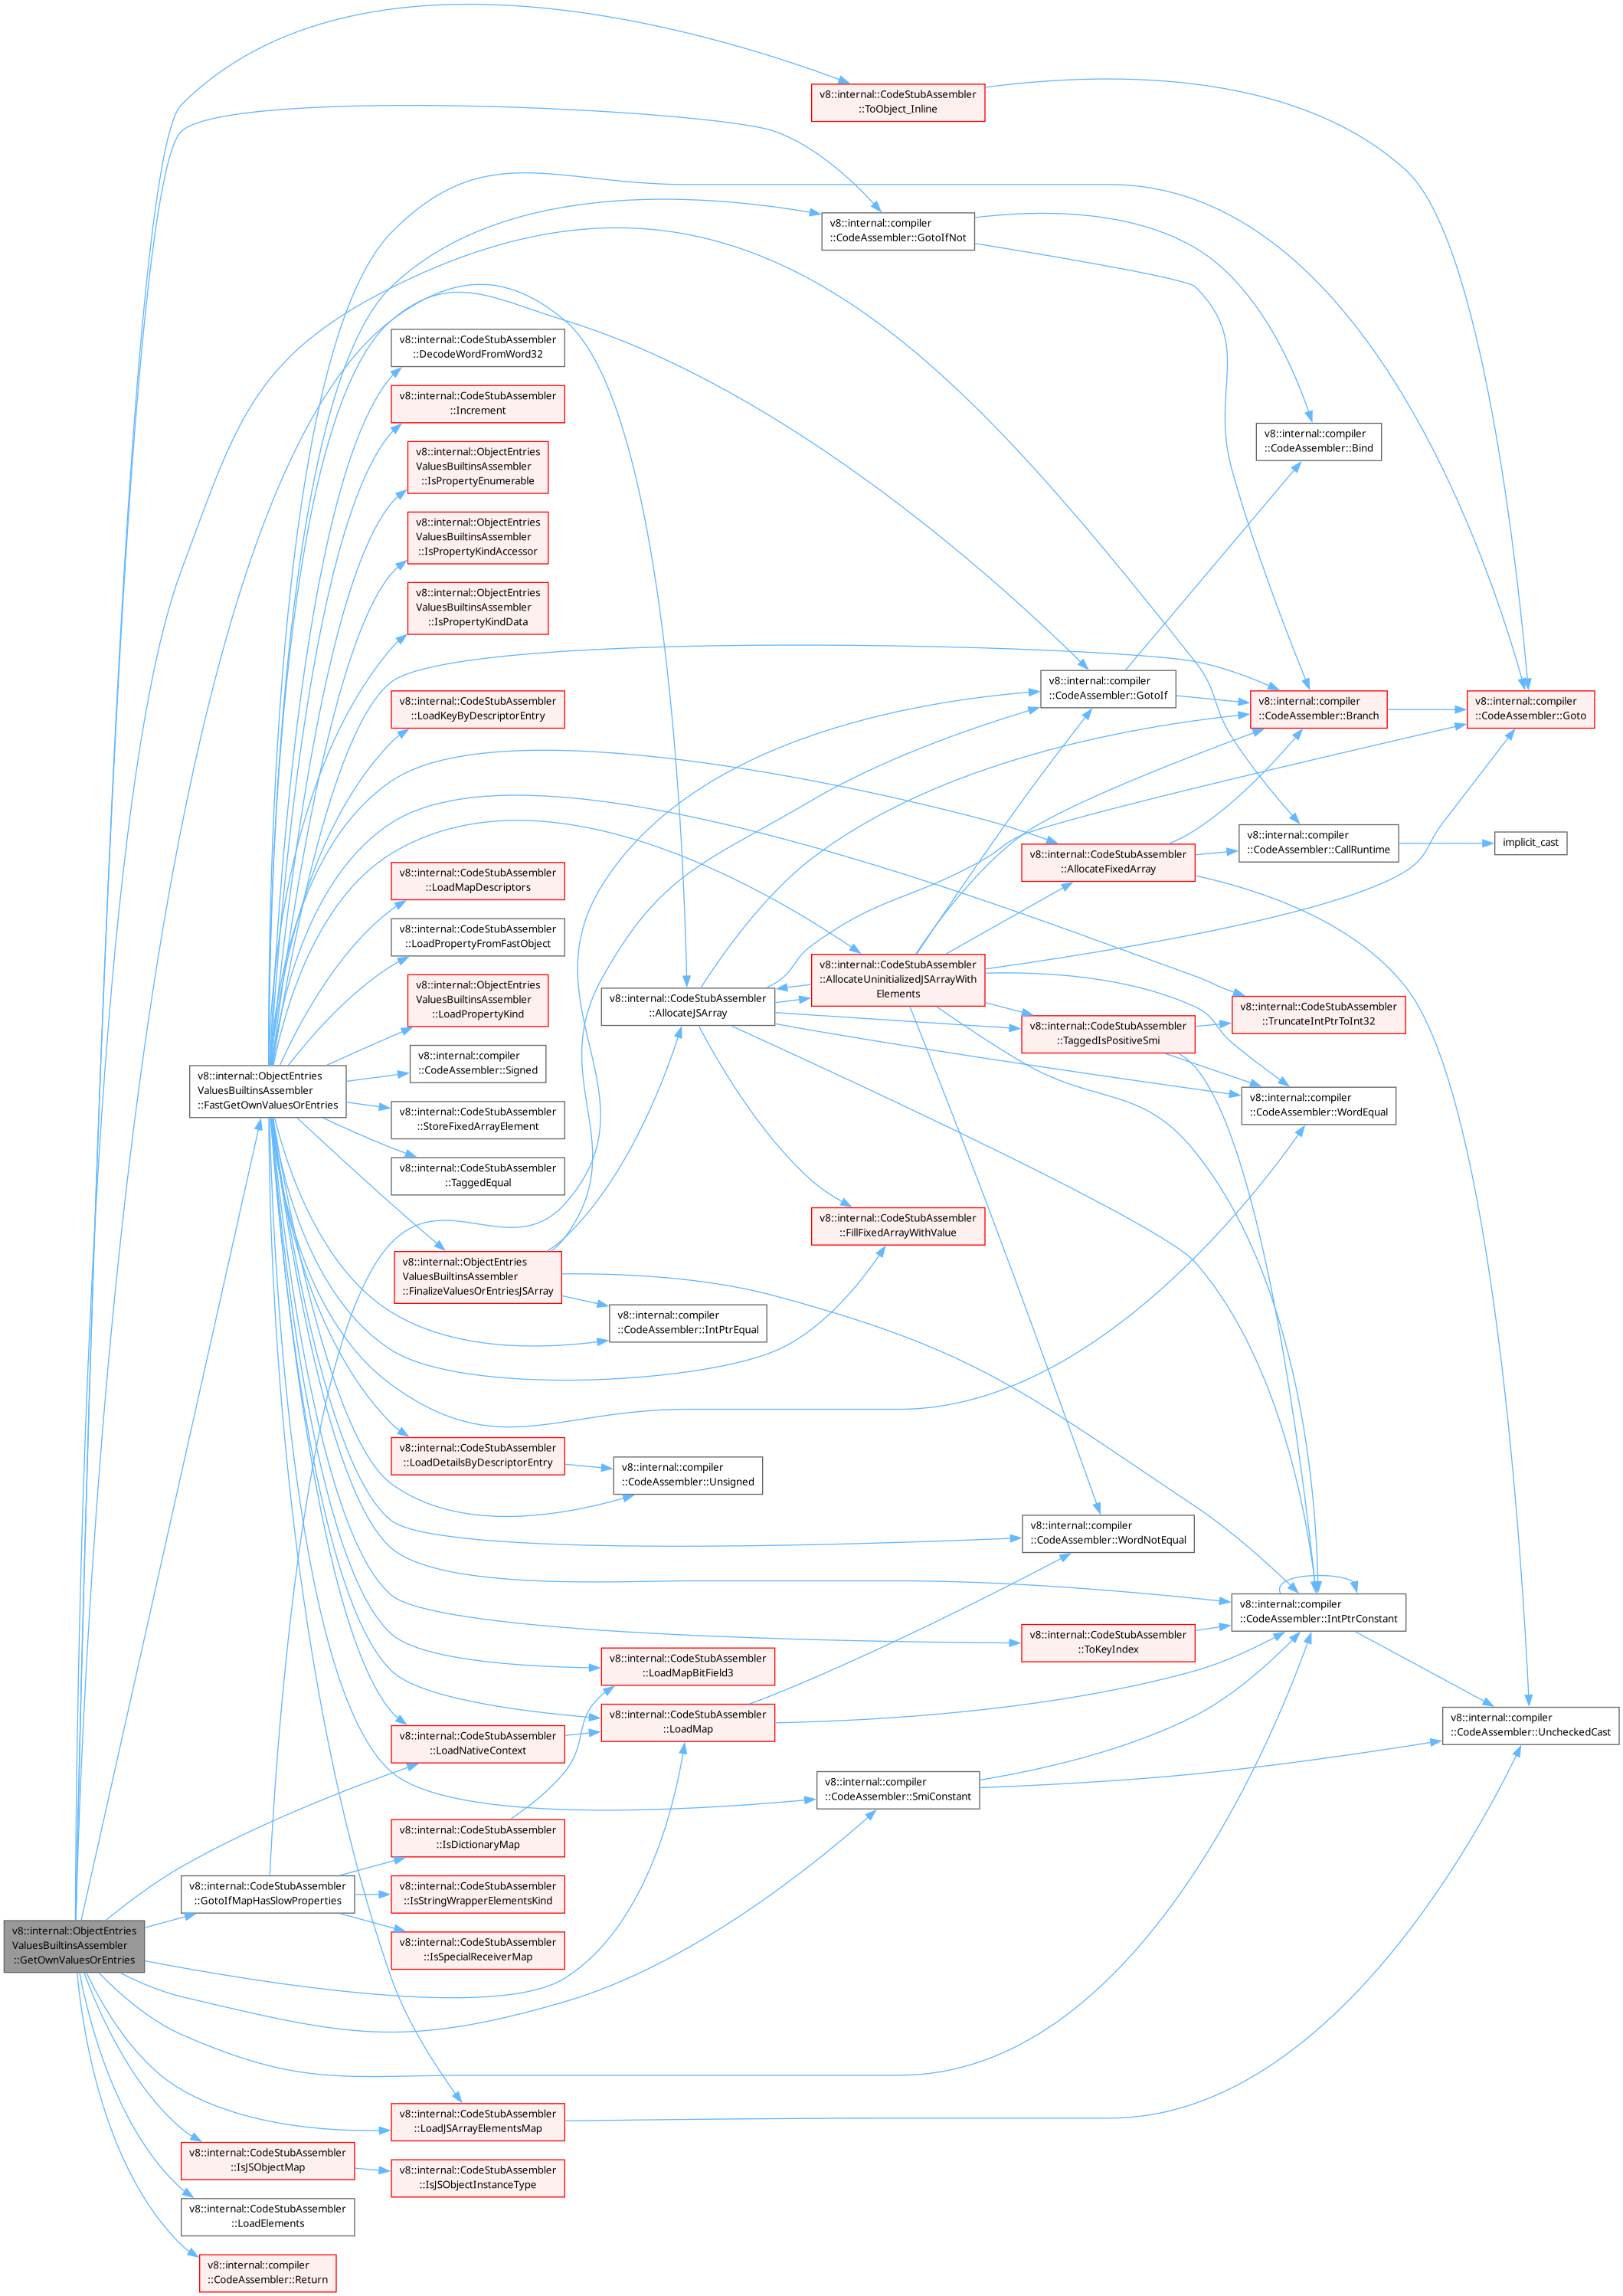 v8::internal::CodeStubAssembler
::ToObject_Inline
v8::internal::compiler
::CodeAssembler::GotoIfNot
v8::internal::CodeStubAssembler
::DecodeWordFromWord32
v8::internal::CodeStubAssembler
::Increment
v8::internal::compiler
::CodeAssembler::Bind
v8::internal::ObjectEntries
ValuesBuiltinsAssembler
::IsPropertyEnumerable
v8::internal::ObjectEntries
ValuesBuiltinsAssembler
::IsPropertyKindAccessor
v8::internal::ObjectEntries
ValuesBuiltinsAssembler
::IsPropertyKindData
v8::internal::CodeStubAssembler
::LoadKeyByDescriptorEntry
v8::internal::compiler
::CodeAssembler::GotoIf
v8::internal::compiler
::CodeAssembler::Branch
v8::internal::compiler
::CodeAssembler::Goto
v8::internal::CodeStubAssembler
::AllocateFixedArray
v8::internal::compiler
::CodeAssembler::CallRuntime
implicit_cast
v8::internal::CodeStubAssembler
::LoadMapDescriptors
v8::internal::CodeStubAssembler
::LoadPropertyFromFastObject
v8::internal::CodeStubAssembler
::AllocateUninitializedJSArrayWith
Elements
v8::internal::ObjectEntries
ValuesBuiltinsAssembler
::LoadPropertyKind
v8::internal::CodeStubAssembler
::AllocateJSArray
v8::internal::CodeStubAssembler
::TaggedIsPositiveSmi
v8::internal::CodeStubAssembler
::TruncateIntPtrToInt32
v8::internal::ObjectEntries
ValuesBuiltinsAssembler
::FastGetOwnValuesOrEntries
v8::internal::compiler
::CodeAssembler::Signed
v8::internal::CodeStubAssembler
::StoreFixedArrayElement
v8::internal::compiler
::CodeAssembler::WordEqual
v8::internal::CodeStubAssembler
::TaggedEqual
v8::internal::CodeStubAssembler
::FillFixedArrayWithValue
v8::internal::ObjectEntries
ValuesBuiltinsAssembler
::FinalizeValuesOrEntriesJSArray
v8::internal::compiler
::CodeAssembler::IntPtrEqual
v8::internal::CodeStubAssembler
::LoadDetailsByDescriptorEntry
v8::internal::compiler
::CodeAssembler::Unsigned
v8::internal::compiler
::CodeAssembler::WordNotEqual
v8::internal::compiler
::CodeAssembler::IntPtrConstant
v8::internal::CodeStubAssembler
::ToKeyIndex
v8::internal::CodeStubAssembler
::LoadMapBitField3
v8::internal::CodeStubAssembler
::LoadMap
v8::internal::compiler
::CodeAssembler::UncheckedCast
v8::internal::CodeStubAssembler
::LoadNativeContext
v8::internal::compiler
::CodeAssembler::SmiConstant
v8::internal::CodeStubAssembler
::IsDictionaryMap
v8::internal::CodeStubAssembler
::GotoIfMapHasSlowProperties
v8::internal::CodeStubAssembler
::IsStringWrapperElementsKind
v8::internal::ObjectEntries
ValuesBuiltinsAssembler
::GetOwnValuesOrEntries
v8::internal::CodeStubAssembler
::IsSpecialReceiverMap
v8::internal::CodeStubAssembler
::LoadJSArrayElementsMap
v8::internal::CodeStubAssembler
::IsJSObjectMap
v8::internal::CodeStubAssembler
::IsJSObjectInstanceType
v8::internal::CodeStubAssembler
::LoadElements
v8::internal::compiler
::CodeAssembler::Return